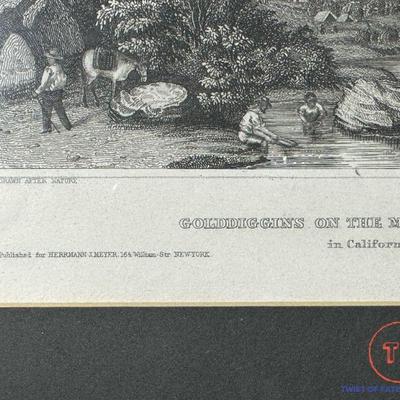 DRAWN AFTER NATURE
GOLDDIGGINS ON THE M
in Californ
Published for HERRMANN J.MEYER, 164 William-Str NEWYORK.
T
TWIST OF FATE